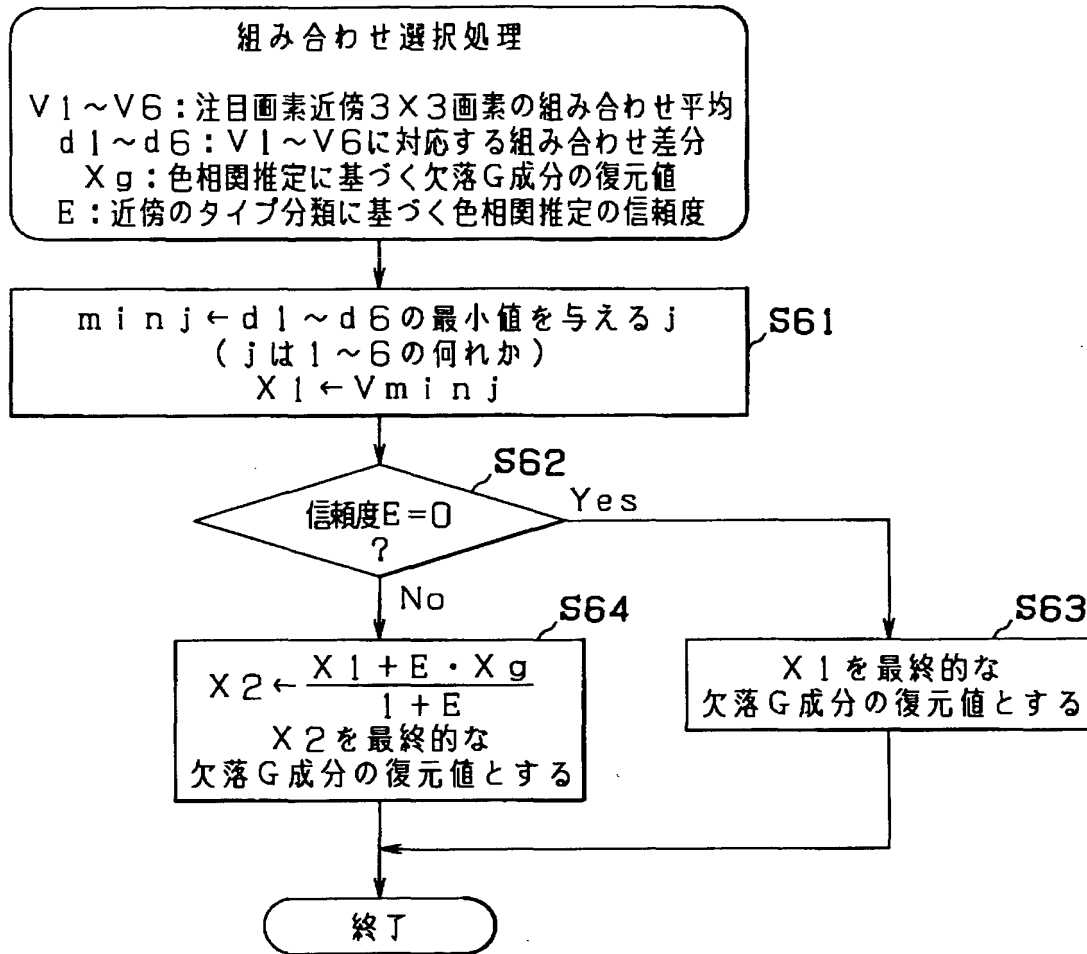 組み合わせ選択処理
V1～V6：注目画素近傍3×3画素の組み合わせ平均
d1～d6：V1～V6に対応する組み合わせ差分
Xg：色相関推定に基づく欠落G成分の復元値
E：近傍のタイプ分類に基づく色相関推定の信頼度
minj←d1～d6の最小値を与えるj
（jは1～6の何れか）
X1←Vminj
S61
S62
信頼度E=0
?
Yes
No
S64
X2← X1+E・Xg
1+E
X2を最終的な
欠落G成分の復元値とする
S63
X1を最終的な
欠落G成分の復元値とする
終了